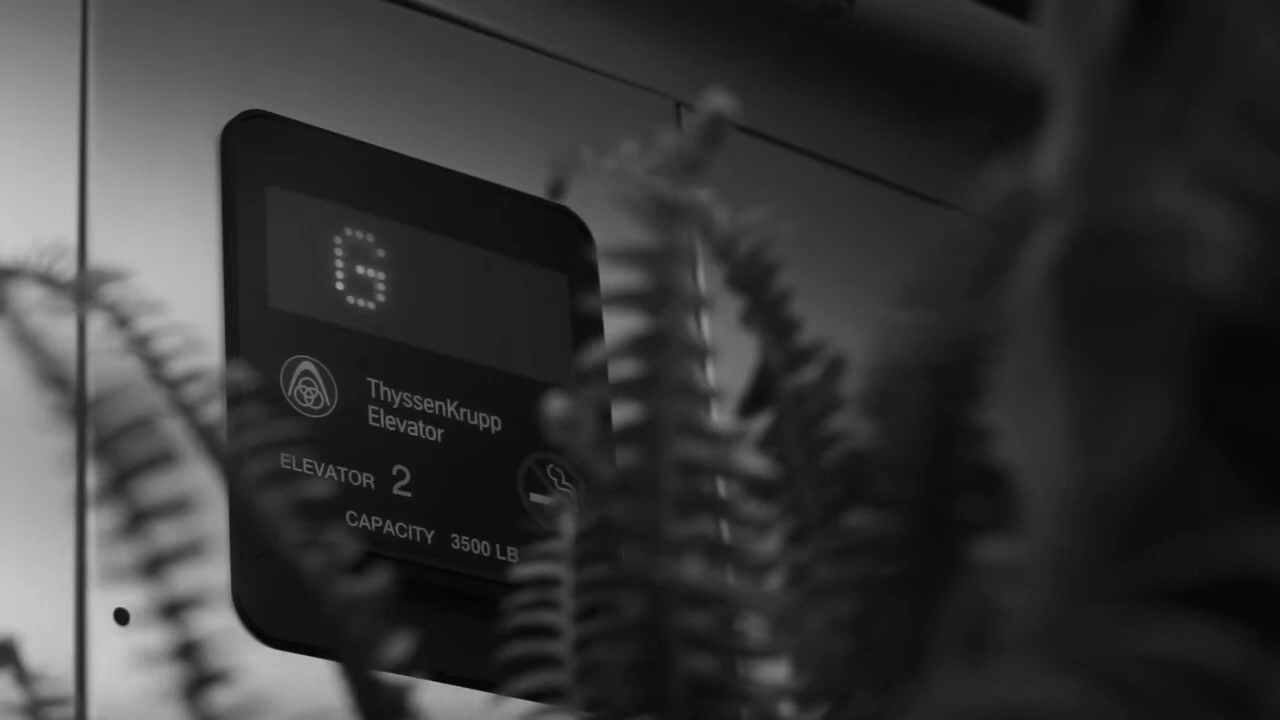 G
ThyssenKrupp
Elevator
ELEVATOR 2
CAPACITY 3500 LB